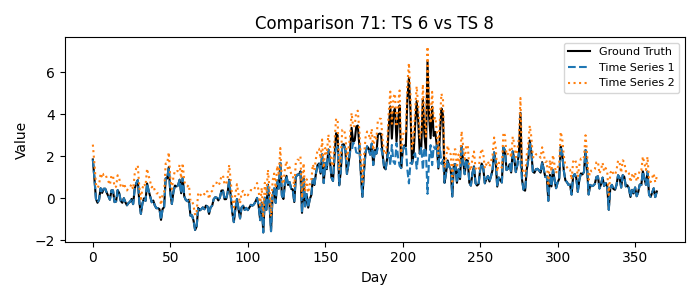 Comparison 71: TS 6 vs TS 8
Ground Truth
Time Series 1
Time Series 2
Value
6
4
2
0
−2
0
50
100
150
200
250
300
350
Day